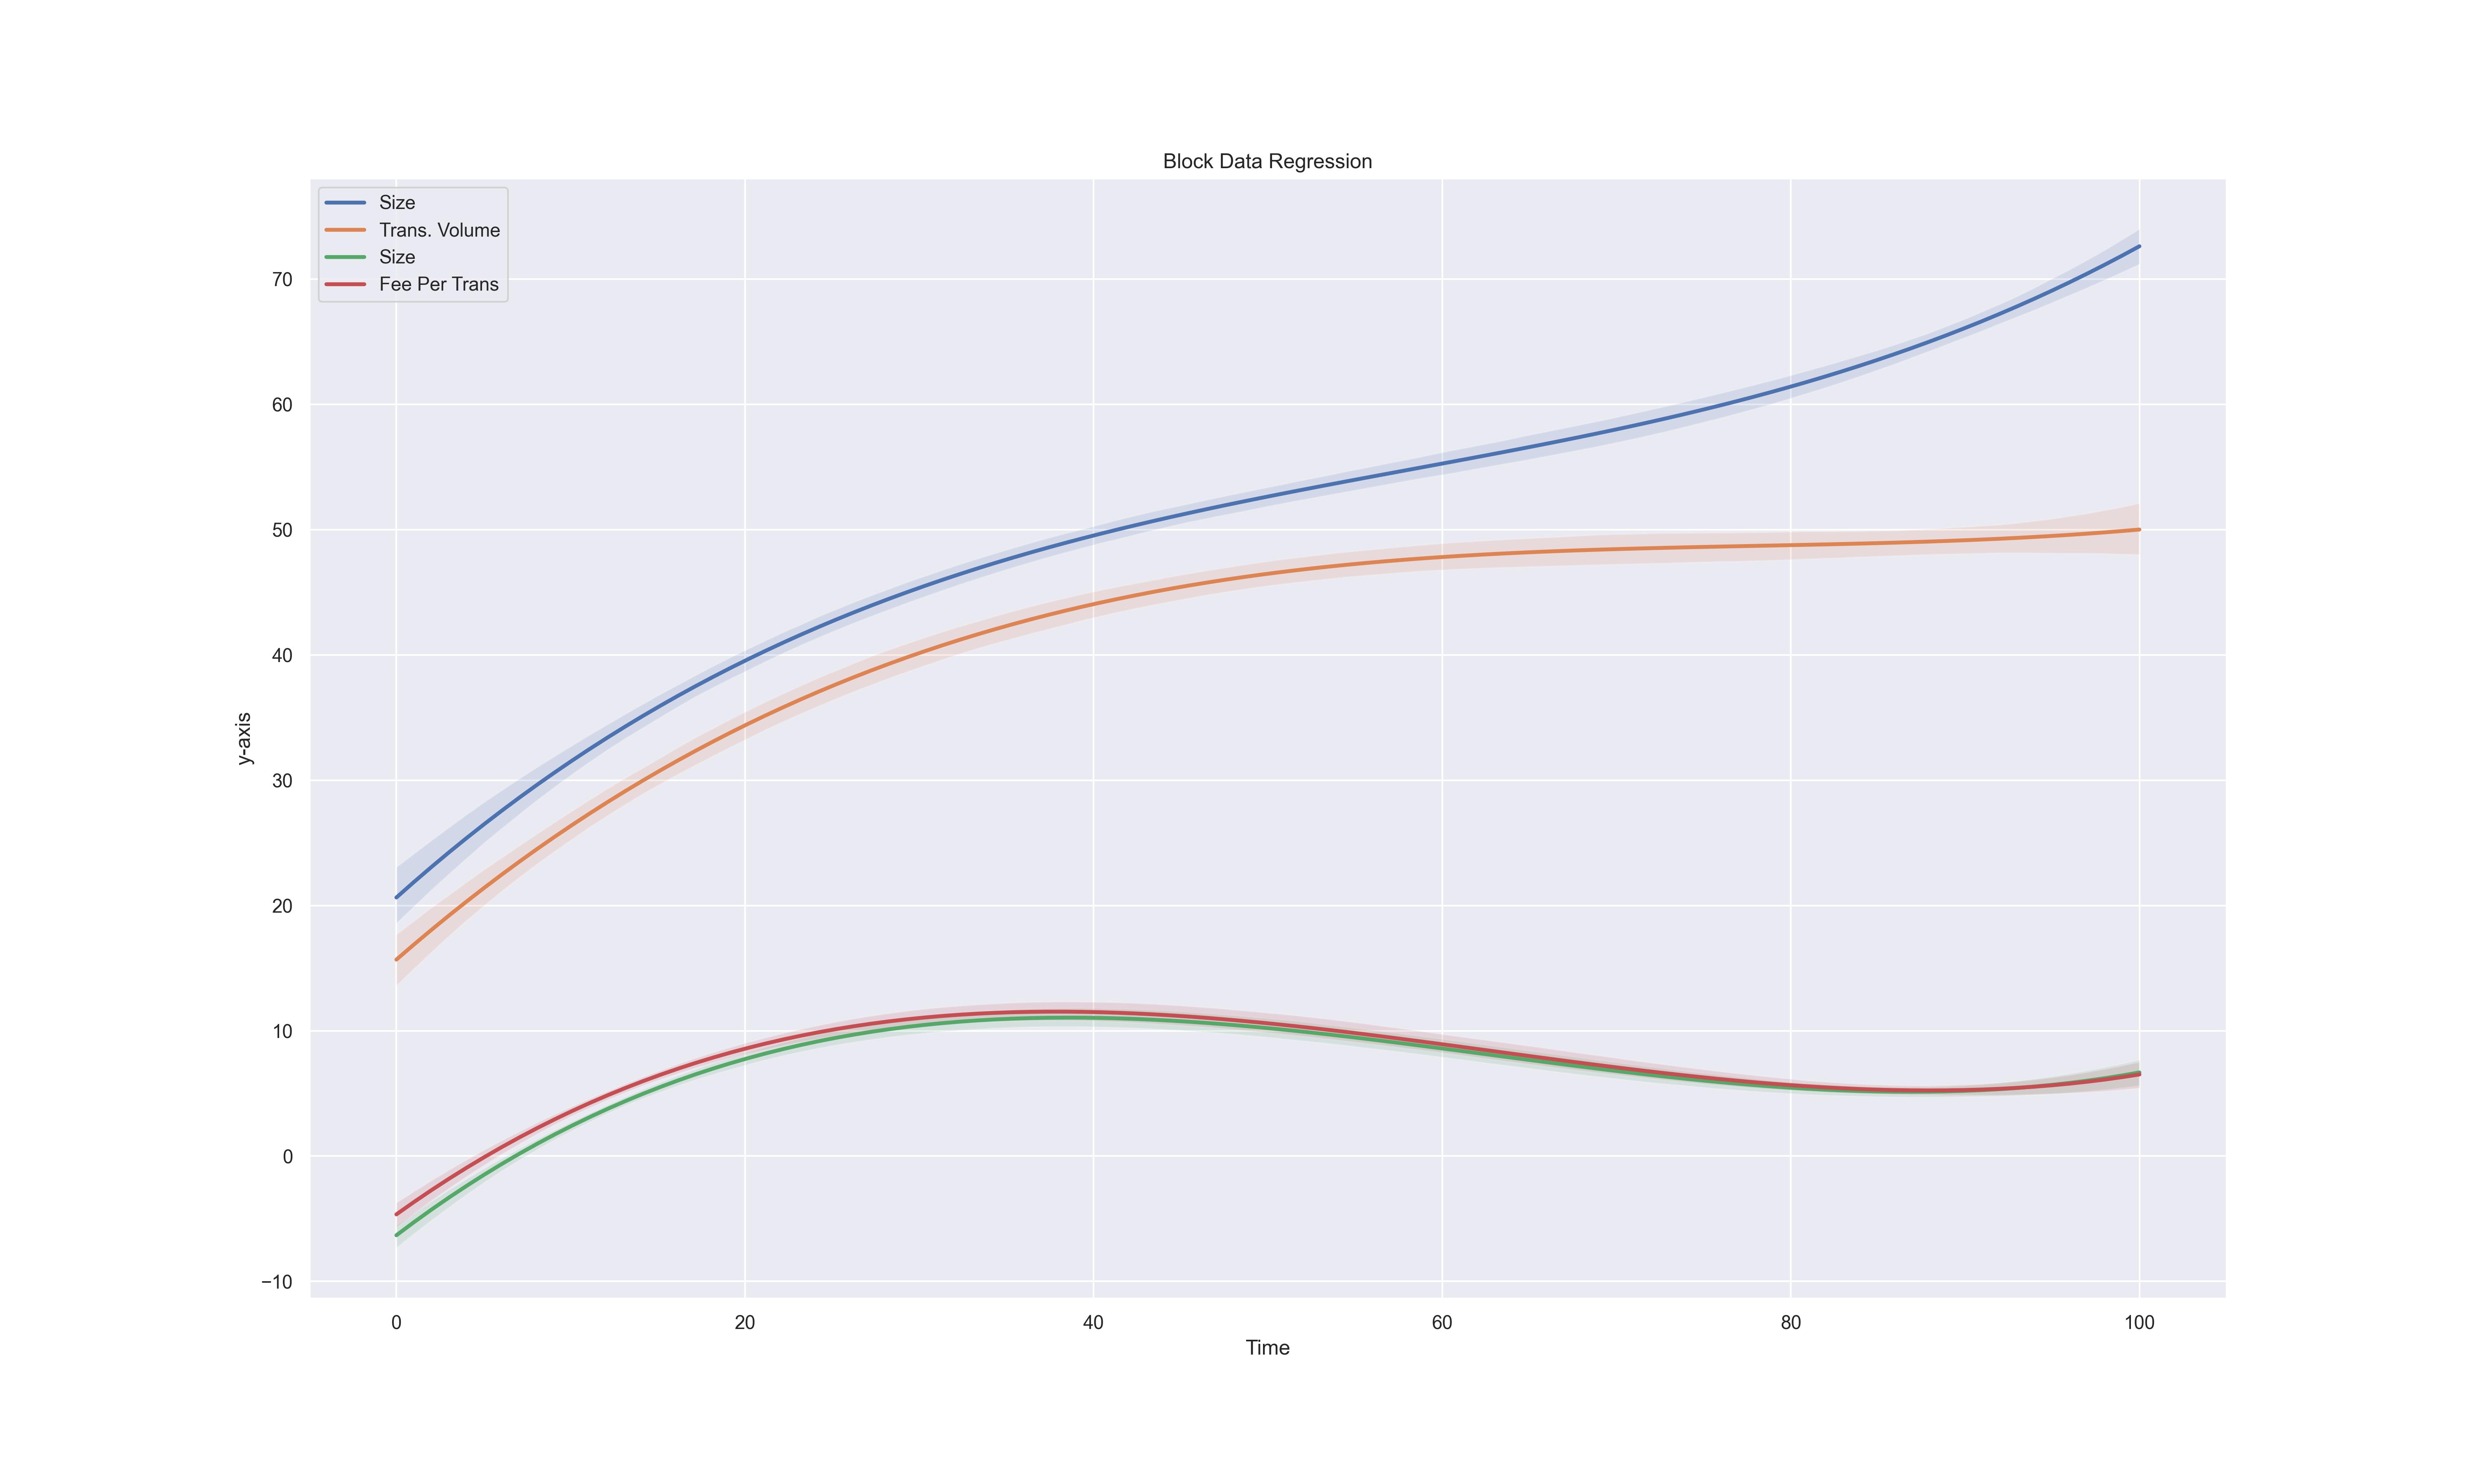 Block Data Regression
Size
Trans. Volume
Size
Fee Per Trans
70
60
50
40
30
20
10
0
−10
y-axis
0 20 40 60 80 100
Time